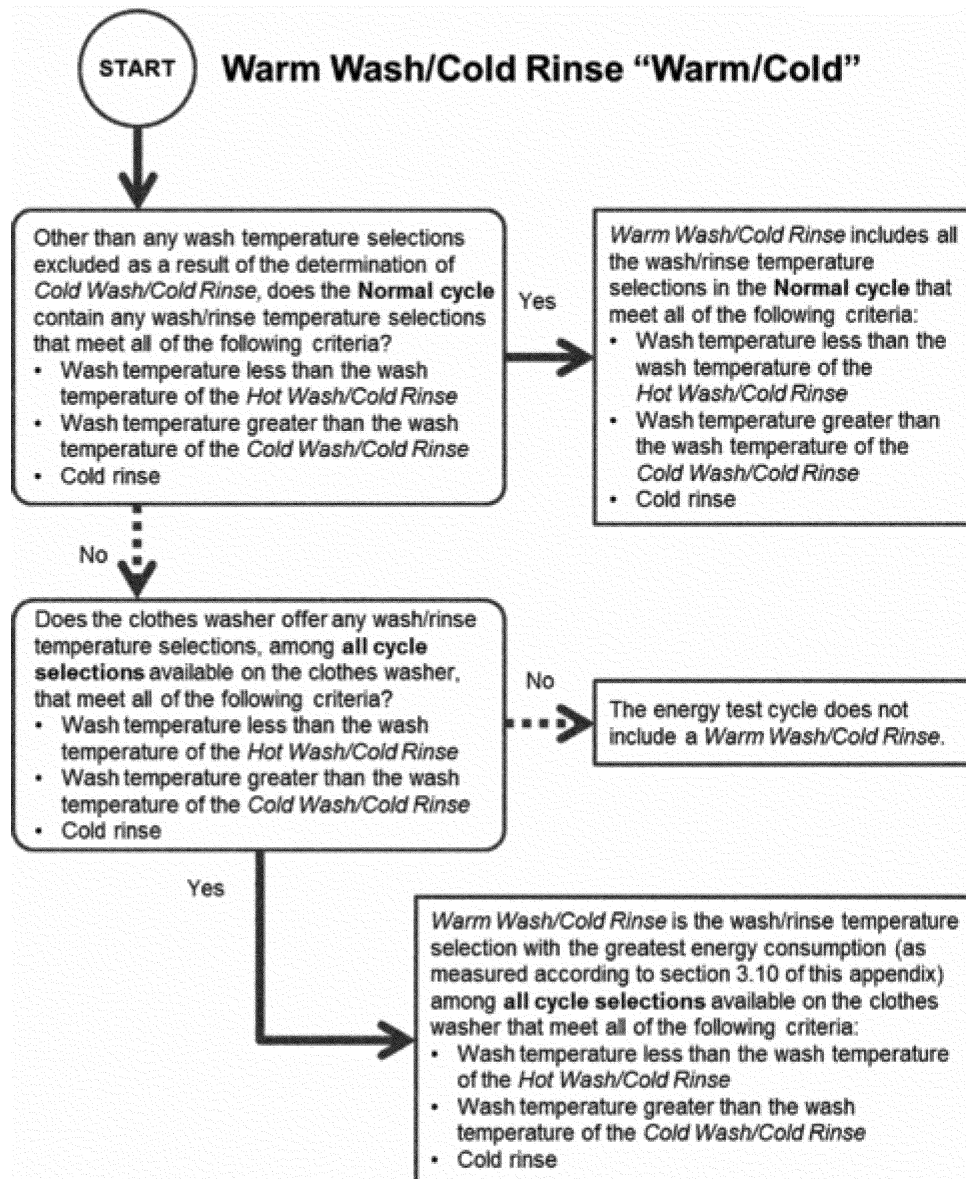 START
Warm Wash/Cold Rinse “Warm/Cold”
Other than any wash temperature selections
excluded as a result of the determination of
Cold Wash/Cold Rinse, does the Normal cycle
contain any wash/rinse temperature selections
that meet all of the following criteria?
• Wash temperature less than the wash
temperature of the Hot Wash/Cold Rinse
• Wash temperature greater than the wash
temperature of the Cold Wash/Cold Rinse
• Cold rinse
Yes
Warm Wash/Cold Rinse includes all
the wash/rinse temperature
selections in the Normal cycle that
meet all of the following criteria:
• Wash temperature less than the
wash temperature of the
Hot Wash/Cold Rinse
• Wash temperature greater than
the wash temperature of the
Cold Wash/Cold Rinse
• Cold rinse
No
Does the clothes washer offer any wash/rinse
temperature selections, among all cycle
selections available on the clothes washer,
that meet all of the following criteria?
• Wash temperature less than the wash
temperature of the Hot Wash/Cold Rinse
• Wash temperature greater than the wash
temperature of the Cold Wash/Cold Rinse
• Cold rinse
No
The energy test cycle does not
include a Warm Wash/Cold Rinse.
Yes
Warm Wash/Cold Rinse is the wash/rinse temperature
selection with the greatest energy consumption (as
measured according to section 3.10 of this appendix)
among all cycle selections available on the clothes
washer that meet all of the following criteria:
• Wash temperature less than the wash temperature
of the Hot Wash/Cold Rinse
• Wash temperature greater than the wash
temperature of the Cold Wash/Cold Rinse
• Cold rinse